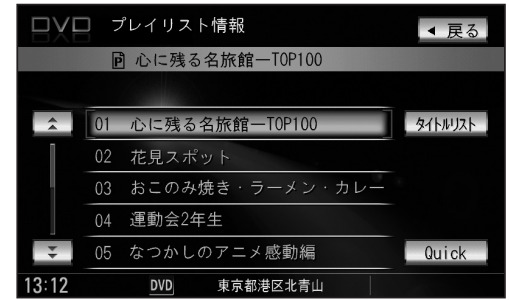 DVD プレイリスト情報 ◀ 戻る
P 心に残る名旅館ーTOP100
01 心に残る名旅館ーTOP100 タイトルリスト
02 花見スポット
03 おこのみ焼き・ラーメン・カレー
04 運動会2年生
05 なつかしのアニメ感動編 Quick
13:12 DVD 東京都港区北青山